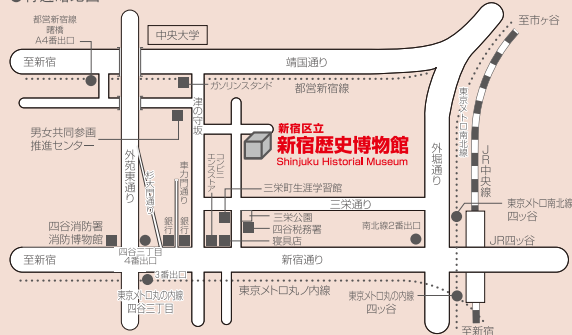 都営新宿線
曙橋
A4番出口
中央大学
至市ヶ谷
至新宿
靖国通り
ガソリンスタンド
都営新宿線
東京メトロ南北線
津の守坂
男女共同参画
推進センター
新宿区立
新宿歴史博物館
Shinjuku Historial Museum
外苑東通り
杉大門通り
車力門通り
コンビニ
エンスストア
外堀通り
JR中央線
三栄町生涯学習館
三栄通り
東京メトロ南北線
四ッ谷
四谷消防署
消防博物館
四谷三丁目
4番出口
銀行
銀行
三栄公園
四谷税務署
寝具店
南北線2番出口
JR四ッ谷
至新宿
新宿通り
至新宿
3番出口
東京メトロ丸の内線
四谷三丁目
東京メトロ丸ノ内線
東京メトロ丸の内線
四ッ谷
至新宿